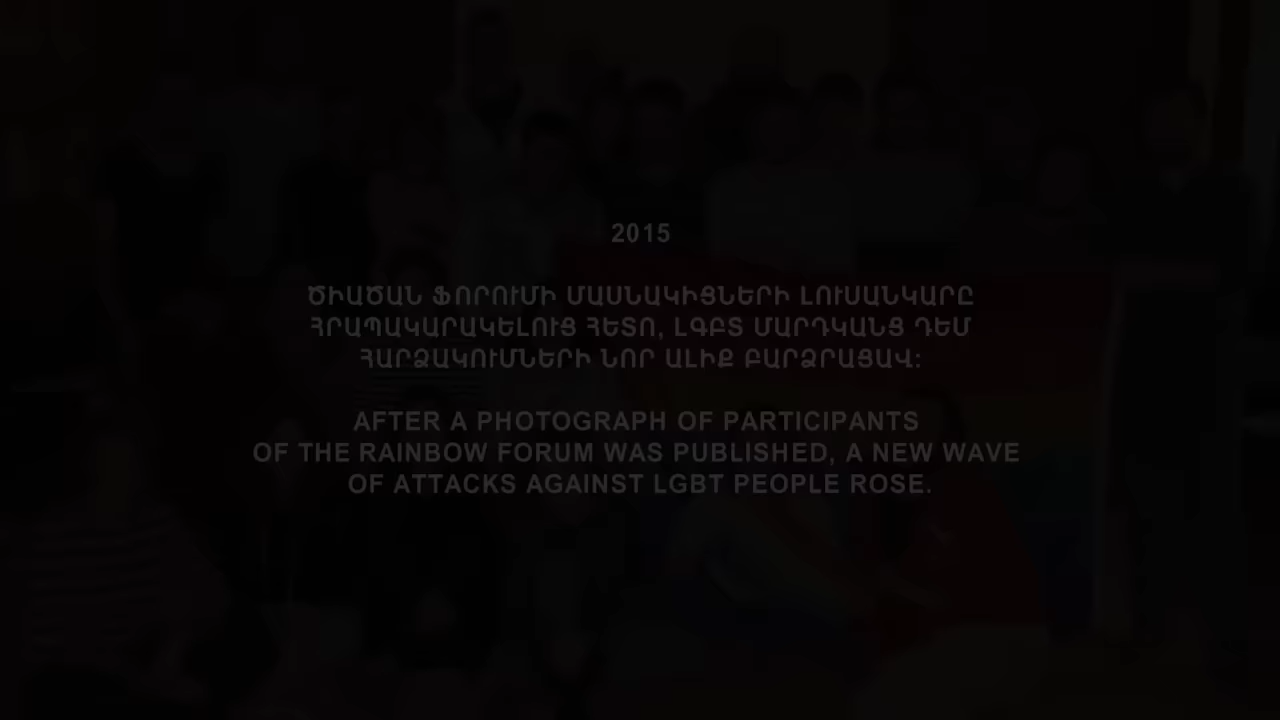 2015
ԾԻԱԾԱՆ ՖՈՐՈՒՄԻ ՄԱՍՆԱԿԻՑՆԵՐԻ ԼՈՒՍԱՆԿԱՐԸ
ՀՐԱՊԱԿԱՐԱԿԵԼՈՒՑ ՀԵՏՈ, ԼԳԲՏ ՄԱՐԴԿԱՆՑ ԴԵՄ
ՀԱՐՁԱԿՈՒՄՆԵՐԻ ՆՈՐ ԱԼԻՔ ԲԱՐՁՐԱՑԱՎ:
AFTER A PHOTOGRAPH OF PARTICIPANTS
OF THE RAINBOW FORUM WAS PUBLISHED, A NEW WAVE
OF ATTACKS AGAINST LGBT PEOPLE ROSE.